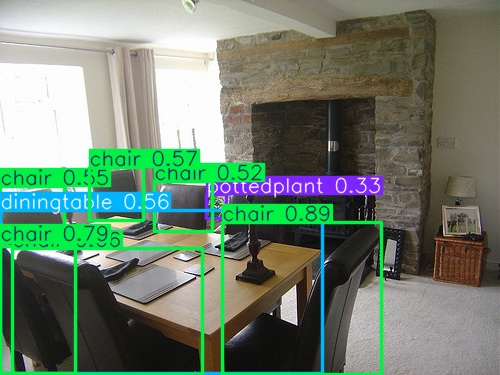 chair 0.57
chair 0.55
chair 0.52
pottedplant 0.33
diningtable 0.56
chair 0.89
chair 0.79